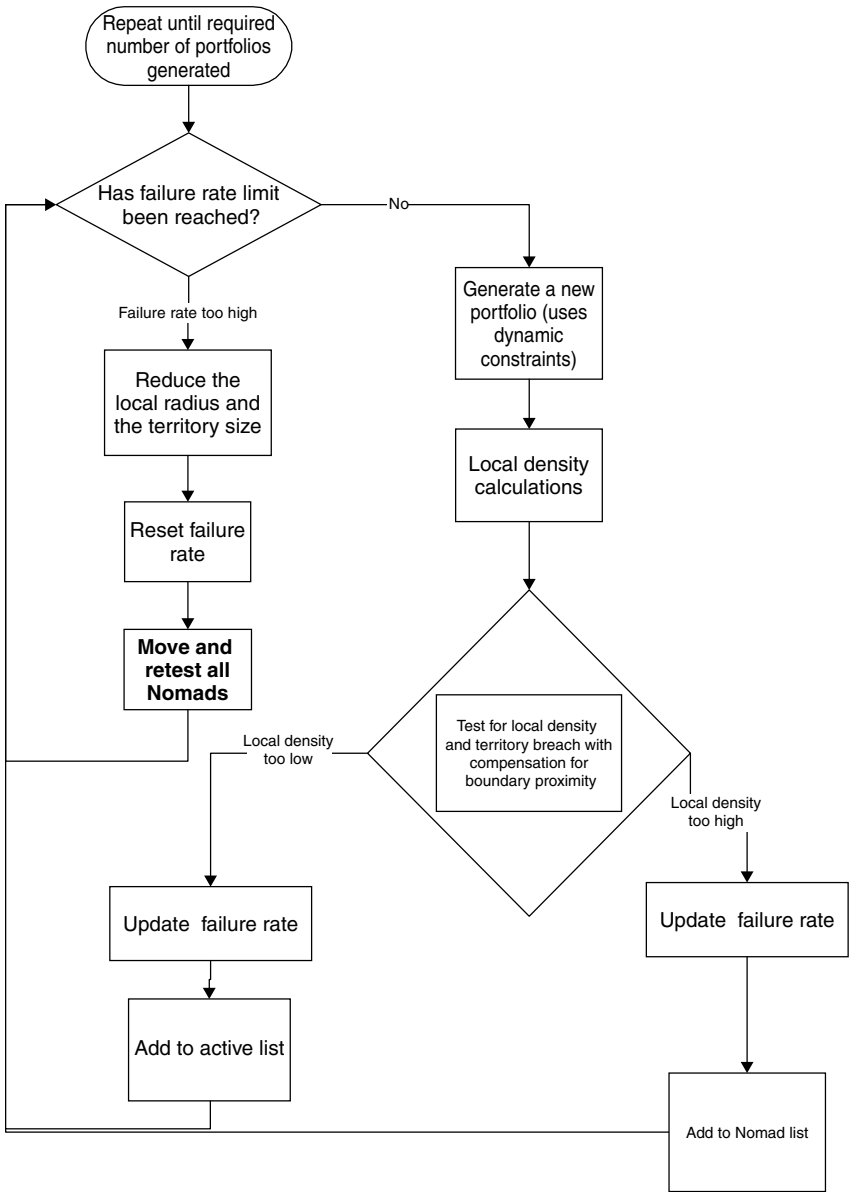 Repeat until required
number of portfolios
generated
Has failure rate limit
been reached?
No
Failure rate too high
Generate a new
portfolio (uses
dynamic
constraints)
Reduce the
local radius and
the territory size
Local density
calculations
Reset failure
rate
Move and
retest all
Nomads
Test for local density
and territory breach with
compensation for
boundary proximity
Local density
too low
Local density
too high
Update failure rate
Update failure rate
Add to active list
Add to Nomad list